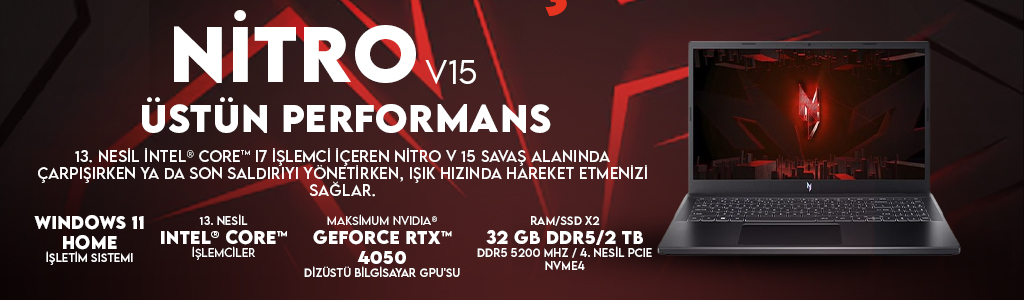 NİTRO V15
ÜSTÜN PERFORMANS
13. NESİL İNTEL® CORE™ I7 İŞLEMCİ İÇEREN NİTRO V 15 SAVAŞ ALANINDA
ÇARPIŞIRKEN YA DA SON SALDIRIYI YÖNETİRKEN, IŞIK HIZINDA HAREKET ETMENİZİ
SAĞLAR.
WINDOWS 11
HOME
İŞLETİM SİSTEMİ
13. NESİL
INTEL® CORE™
İŞLEMCİLER
MAKSİMUM NVIDIA®
GEFORCE RTX™
4050
DİZÜSTÜ BİLGİSAYAR GPU'SU
RAM/SSD X2
32 GB DDR5/2 TB
DDR5 5200 MHZ / 4. NESİL PCIE
NVME4